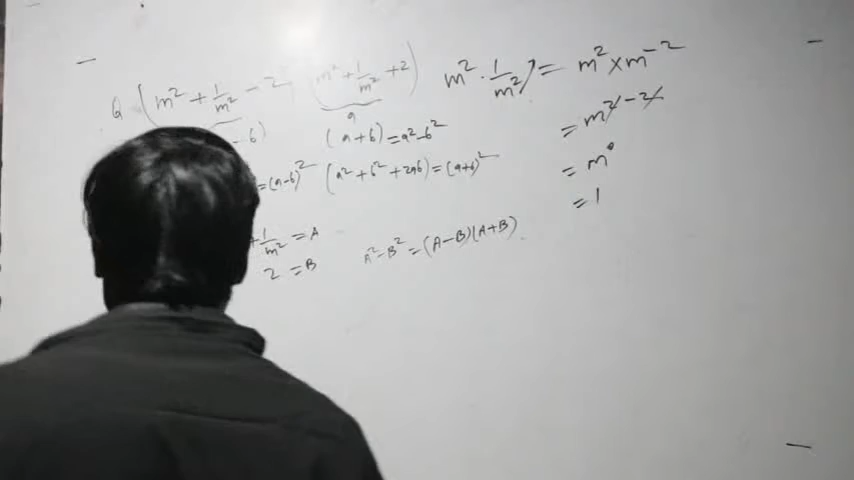 Q (m² + 1/m² - 2 (m² + 1/m² + 2) m² · 1/m²) = m² × m⁻²
a
- b) (a + b) = a² - b² = m²⁻²
= (a-b)² (a² + b² + 2ab) = (a+b)² = m⁰
= 1
+ 1/m² = A
2 = B A² - B² = (A-B)(A+B)